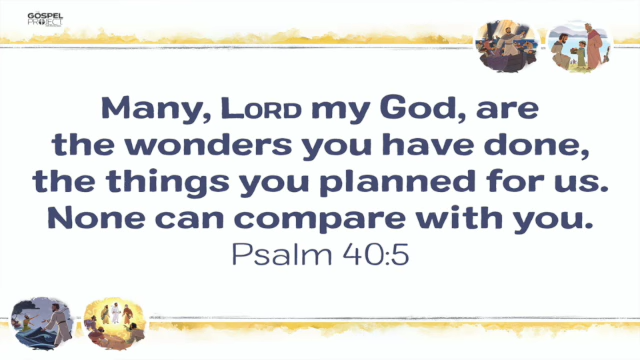 THE
GOSPEL
PROJECT
Many, LORD my God, are
the wonders you have done,
the things you planned for us.
None can compare with you.
Psalm 40:5